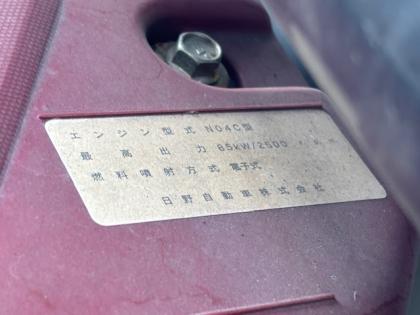 エンジン型式 N04C型
最高出力 85kW/2500
燃料噴射方式 電子式
日野自動車株式会社